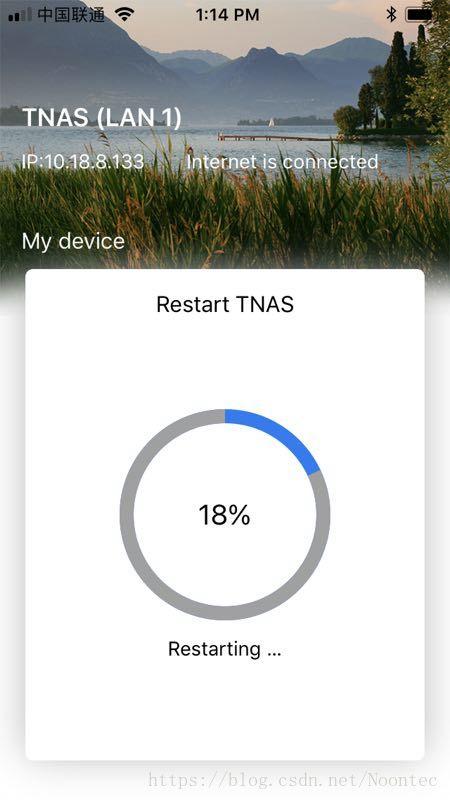 中国联通 1:14 PM
TNAS (LAN 1)
IP:10.18.8.133 Internet is connected
My device
Restart TNAS
18%
Restarting ...
https://blog.csdn.net/Noontec